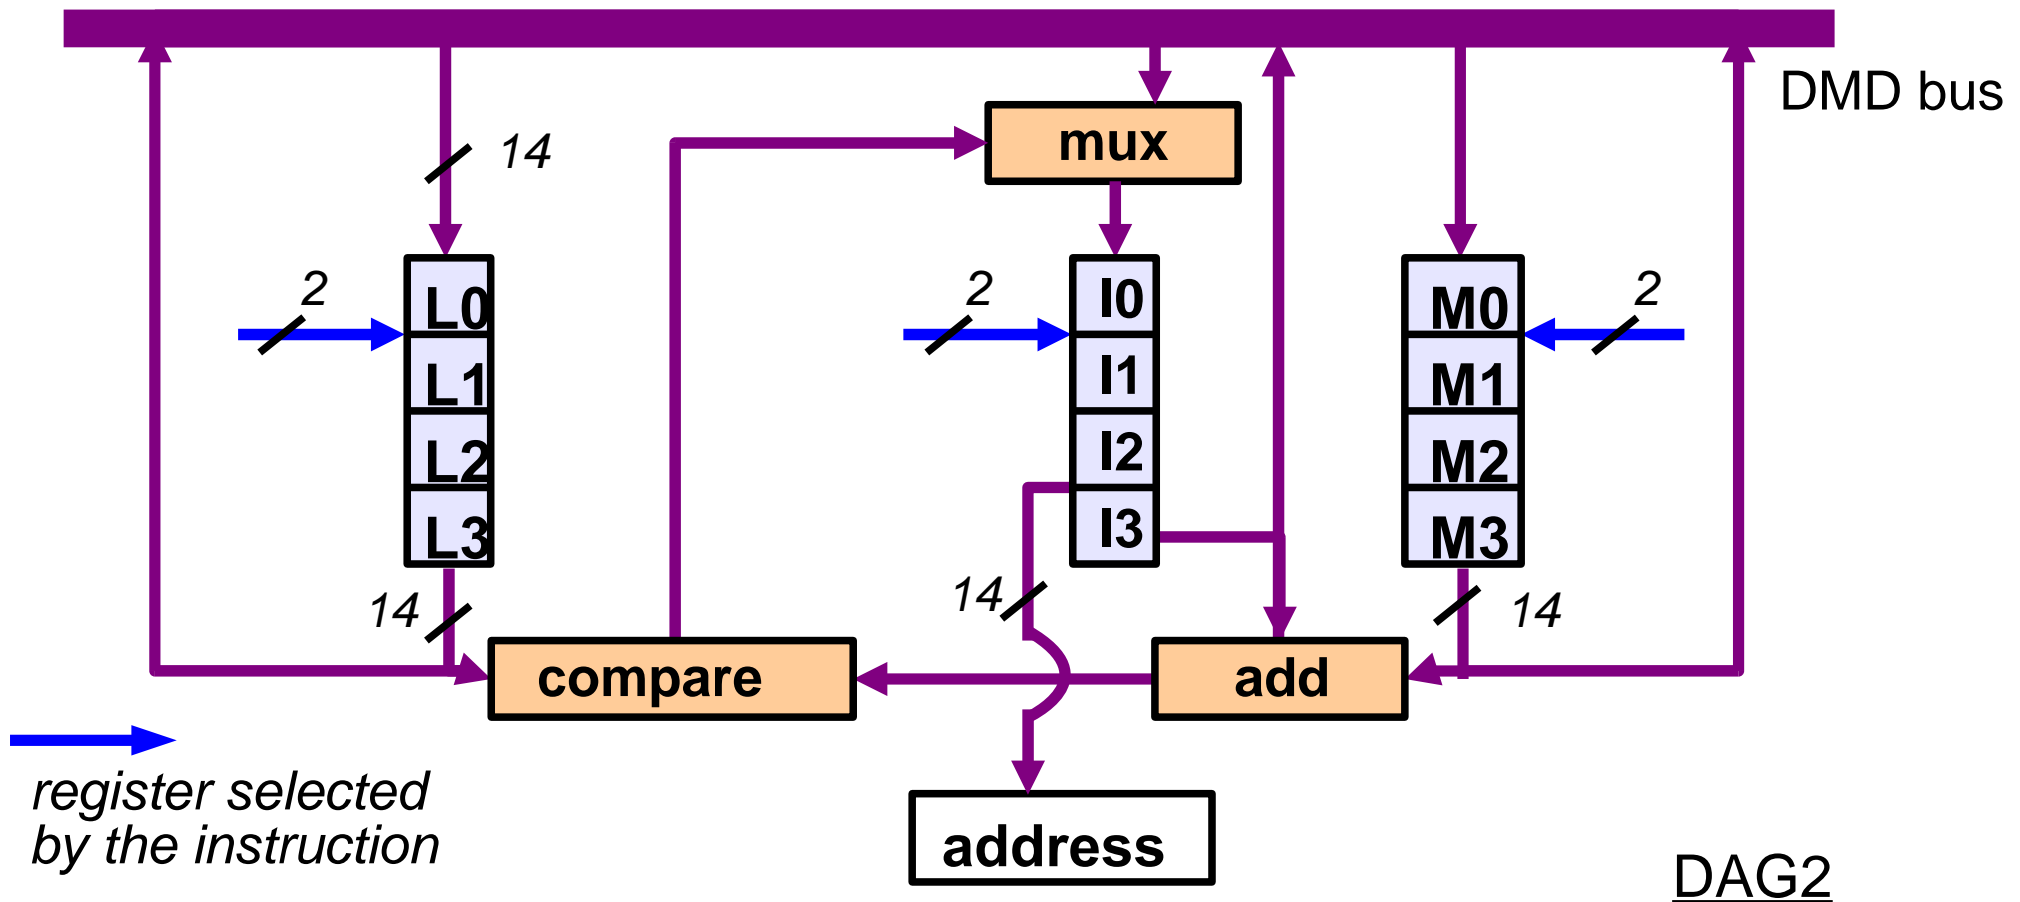 DMD bus
mux
14
2
2
2
L0
I0
M0
L1
I1
M1
L2
I2
M2
L3
I3
M3
14
14
14
compare
add
register selected
by the instruction
address
DAG2